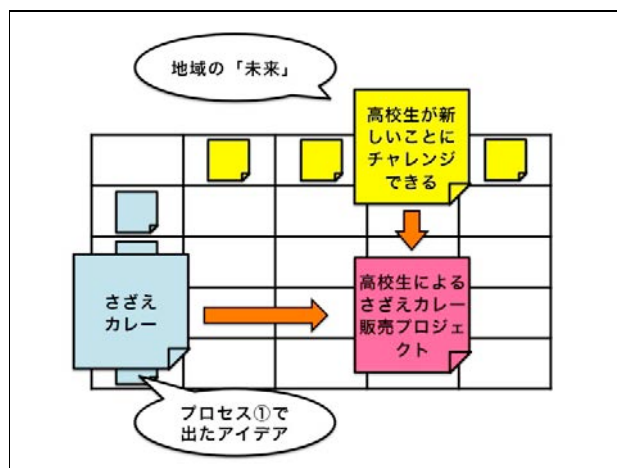 地域の「未来」
高校生が新
しいことに
チャレンジ
できる
さざえ
カレー
高校生による
さざえカレー
販売プロジェ
クト
プロセス①で
出たアイデア